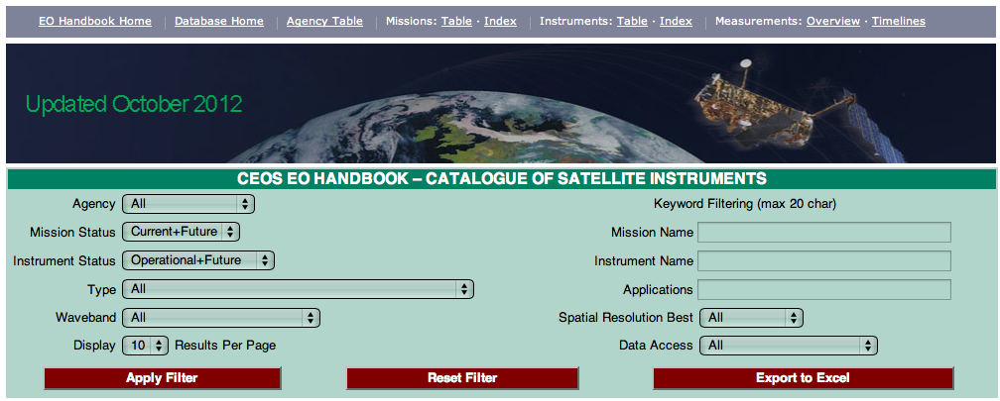 EO Handbook Home Database Home Agency Table Missions: Table · Index Instruments: Table · Index Measurements: Overview · Timelines
Updated October 2012
CEOS EO HANDBOOK – CATALOGUE OF SATELLITE INSTRUMENTS
Agency All Keyword Filtering (max 20 char)
Mission Status Current+Future Mission Name
Instrument Status Operational+Future Instrument Name
Type All Applications
Waveband All Spatial Resolution Best All
Display 10 Results Per Page Data Access All
Apply Filter Reset Filter Export to Excel